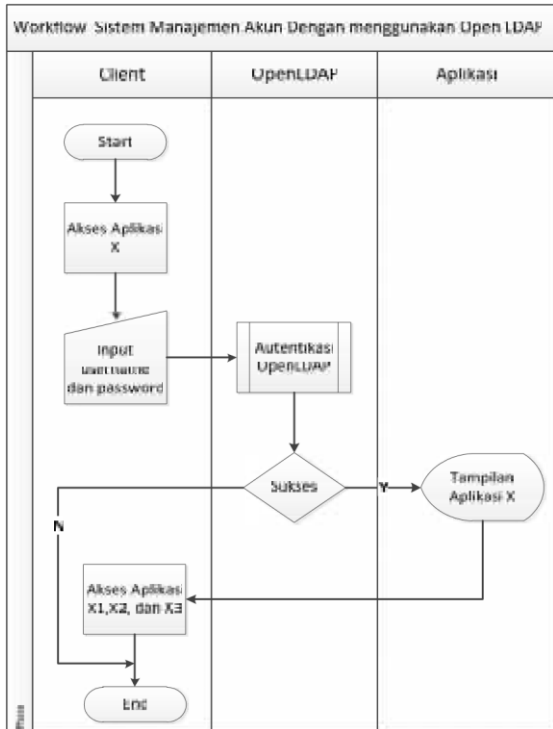 Workflow Sistem Manajemen Akun Dengan menggunakan Open LDAP
Client
OpenLDAP
Aplikasi
Start
Akses Aplikasi
X
Input
username
dan password
Autentikasi
OpenLDAP
Sukses
Y
Tampilan
Aplikasi X
N
Akses Aplikasi
X1,X2, dan X3
End
Phase